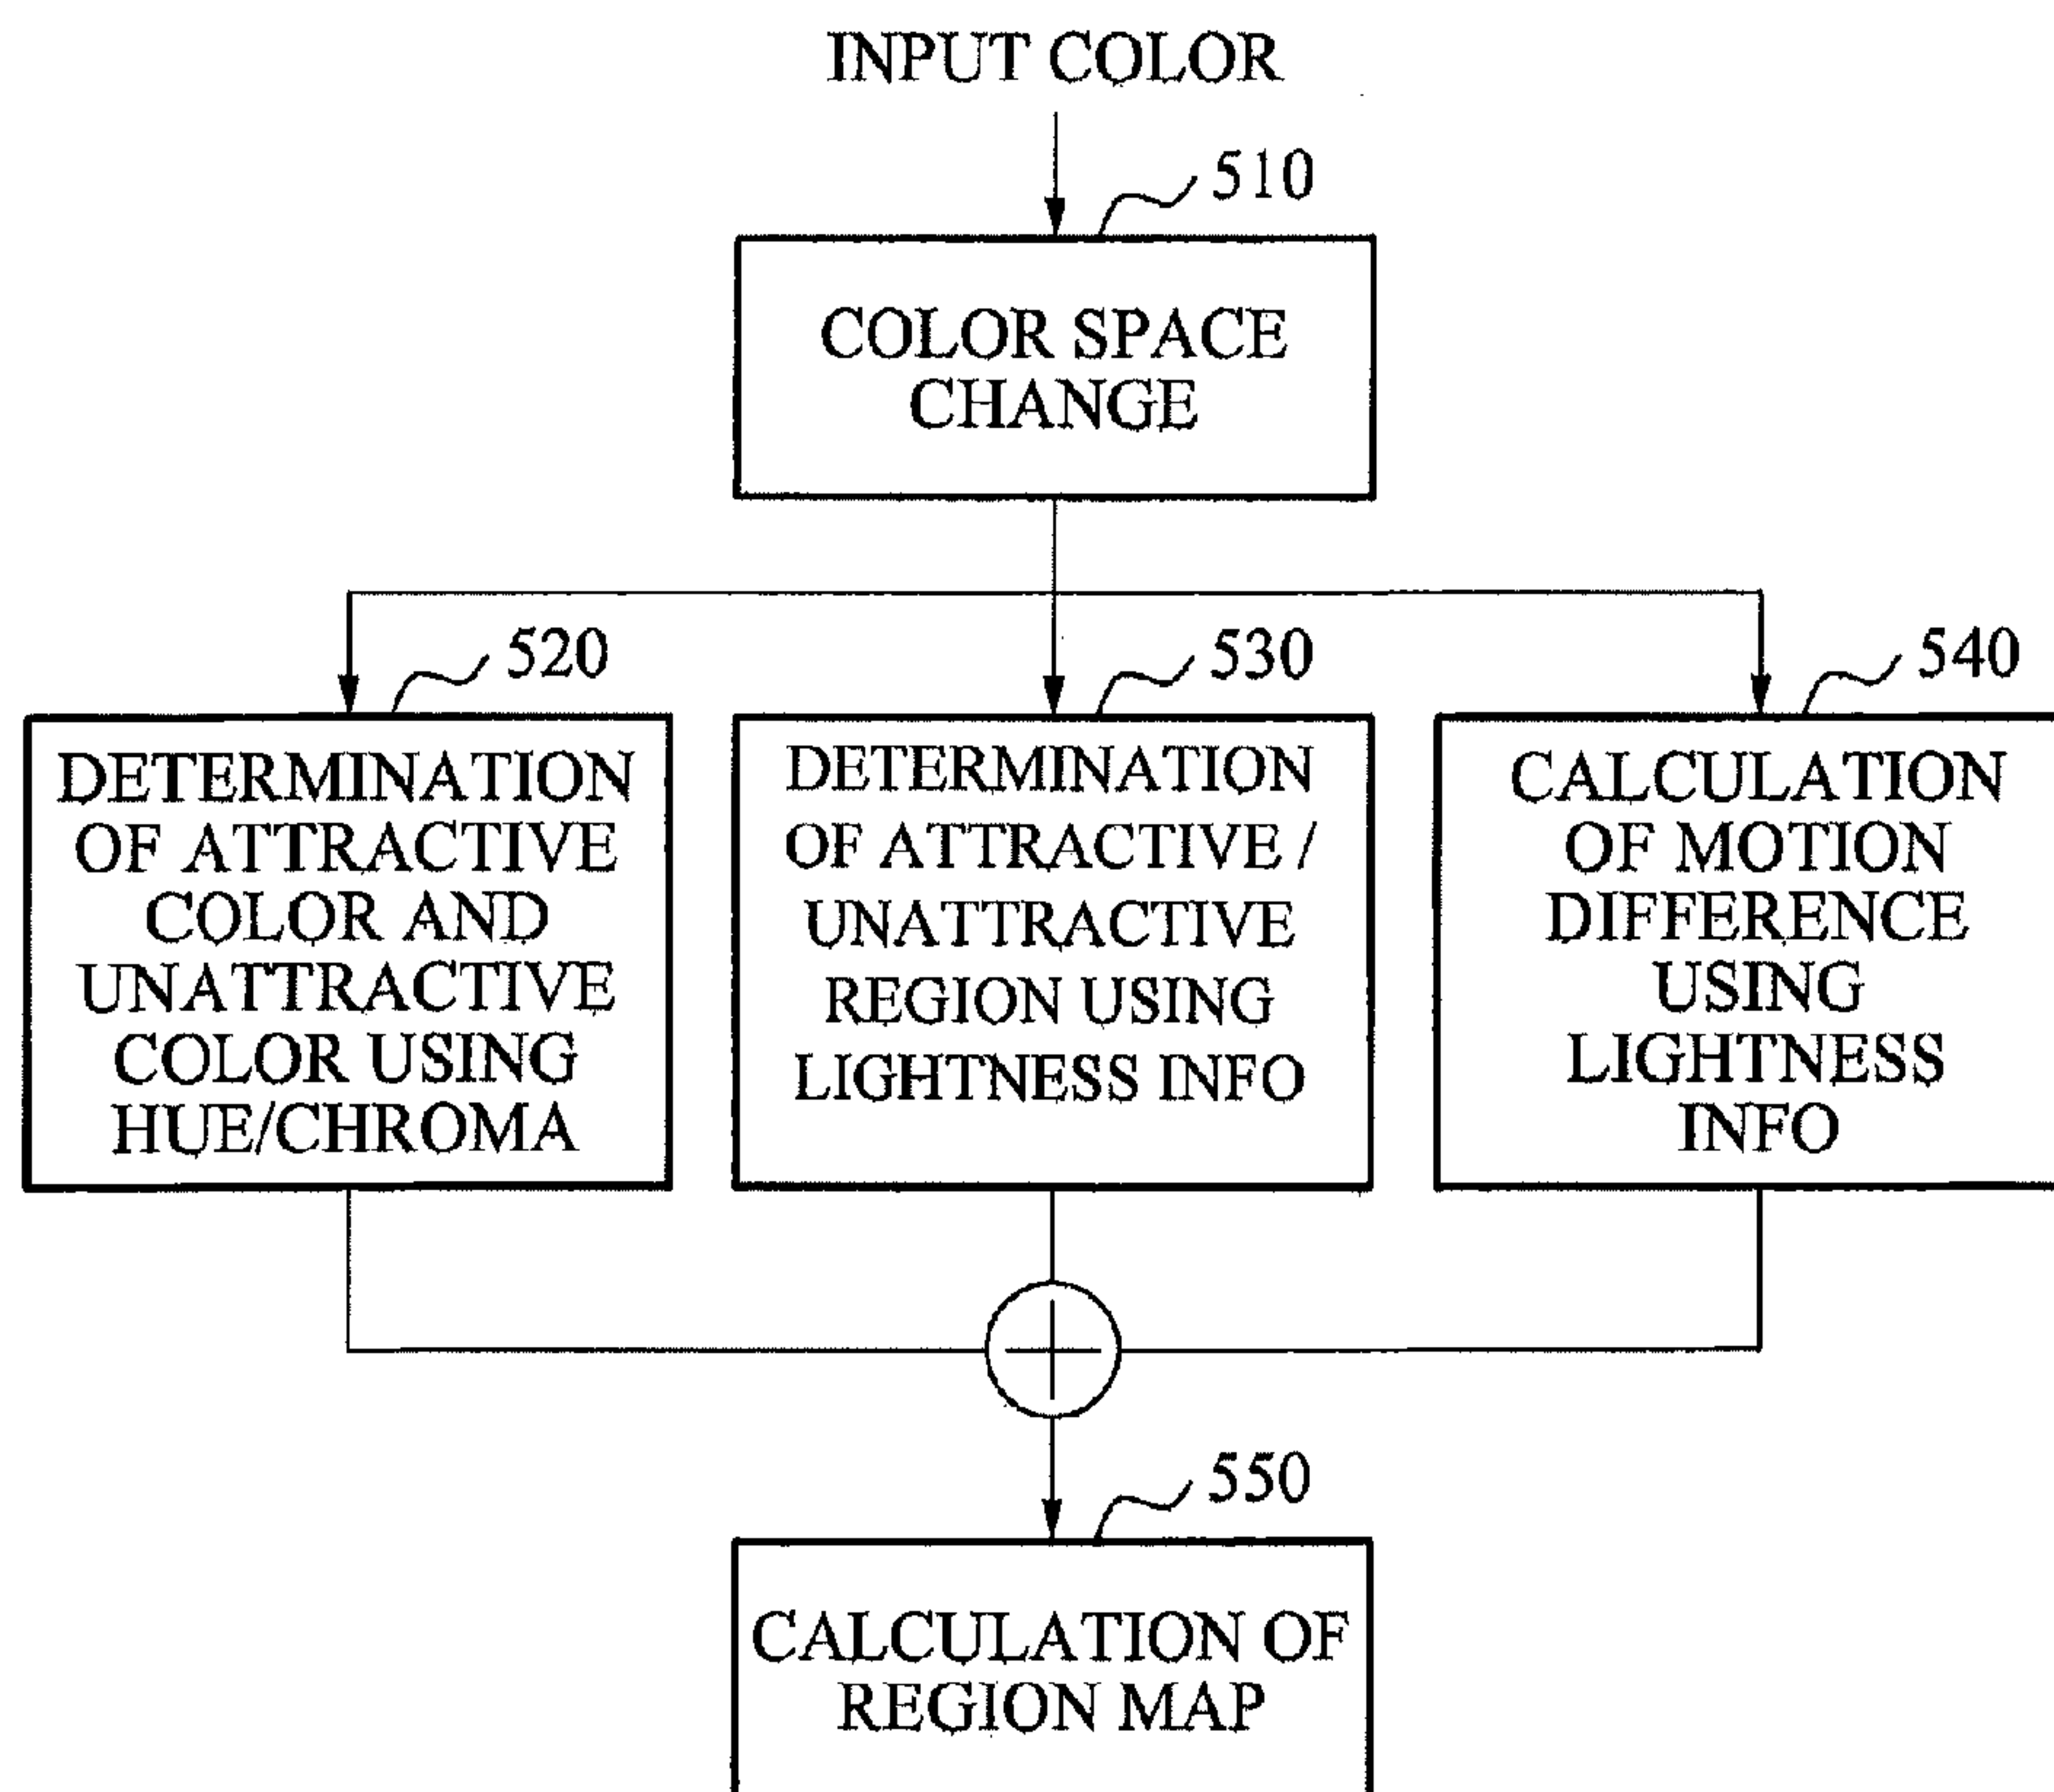 INPUT COLOR
510
COLOR SPACE
CHANGE
520
DETERMINATION
OF ATTRACTIVE
COLOR AND
UNATTRACTIVE
COLOR USING
HUE/CHROMA
530
DETERMINATION
OF ATTRACTIVE /
UNATTRACTIVE
REGION USING
LIGHTNESS INFO
540
CALCULATION
OF MOTION
DIFFERENCE
USING
LIGHTNESS
INFO
550
CALCULATION OF
REGION MAP